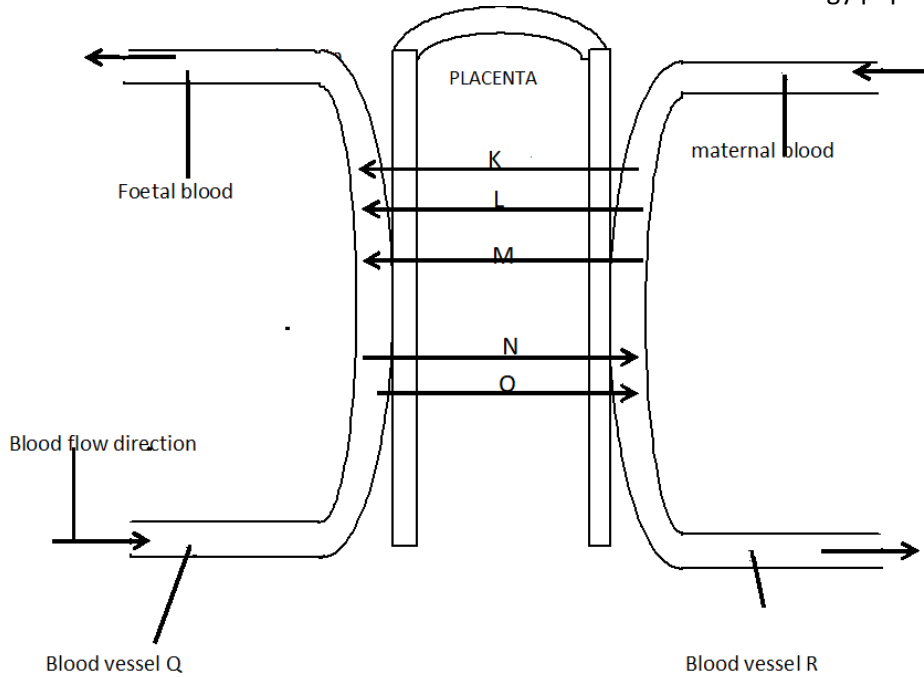 PLACENTA
K
maternal blood
Foetal blood
L
M
N
O
Blood flow direction
Blood vessel Q
Blood vessel R